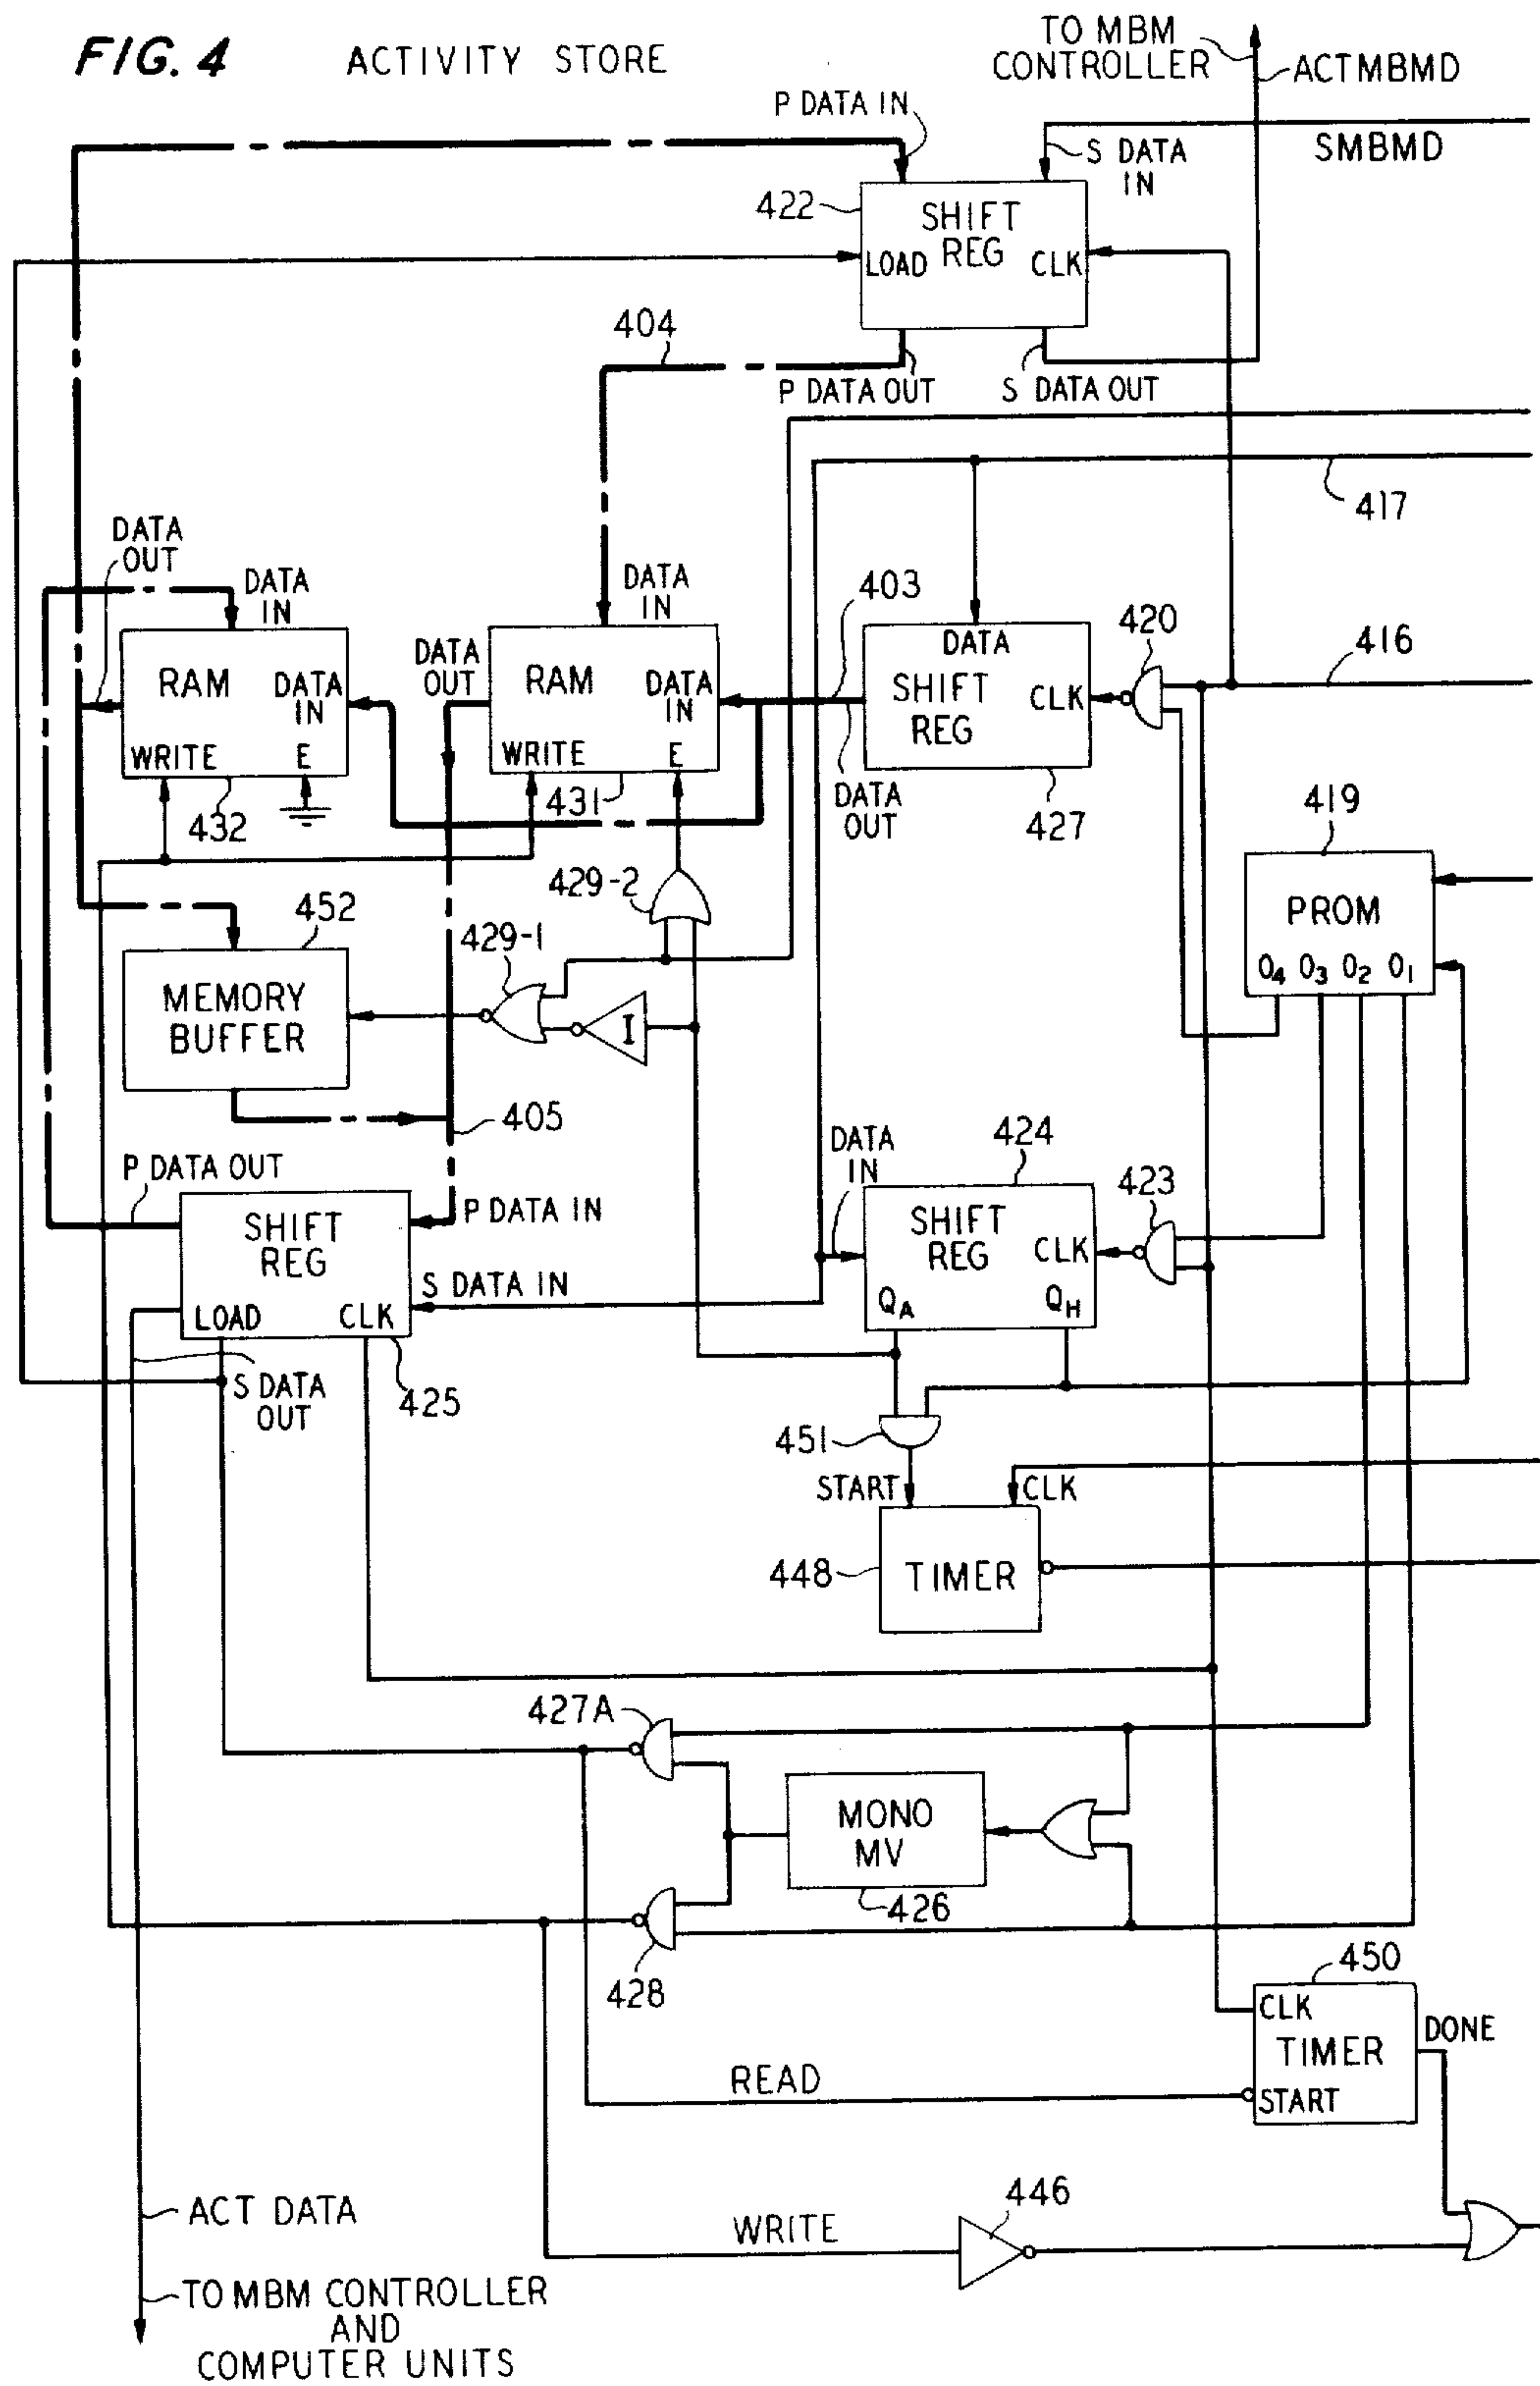 FIG. 4
ACTIVITY STORE
TO MBM
CONTROLLER
ACTMBMD
P DATA IN
S DATA
IN
SMBMD
422
SHIFT
REG
LOAD
CLK
404
P DATA OUT
S DATA OUT
417
DATA
OUT
DATA
IN
DATA
IN
403
420
416
RAM
DATA
IN
WRITE
E
432
DATA
OUT
RAM
DATA
IN
WRITE
E
431
DATA
SHIFT
REG
CLK
DATA
OUT
427
419
PROM
O4 O3 O2 O1
429-2
429-1
452
MEMORY
BUFFER
I
405
P DATA OUT
P DATA IN
SHIFT
REG
LOAD
CLK
S DATA IN
S DATA
OUT
425
DATA
IN
424
SHIFT
REG
CLK
QA
QH
423
451
START
CLK
448
TIMER
427A
MONO
MV
426
428
450
CLK
TIMER
START
DONE
READ
446
WRITE
ACT DATA
TO MBM CONTROLLER
AND
COMPUTER UNITS